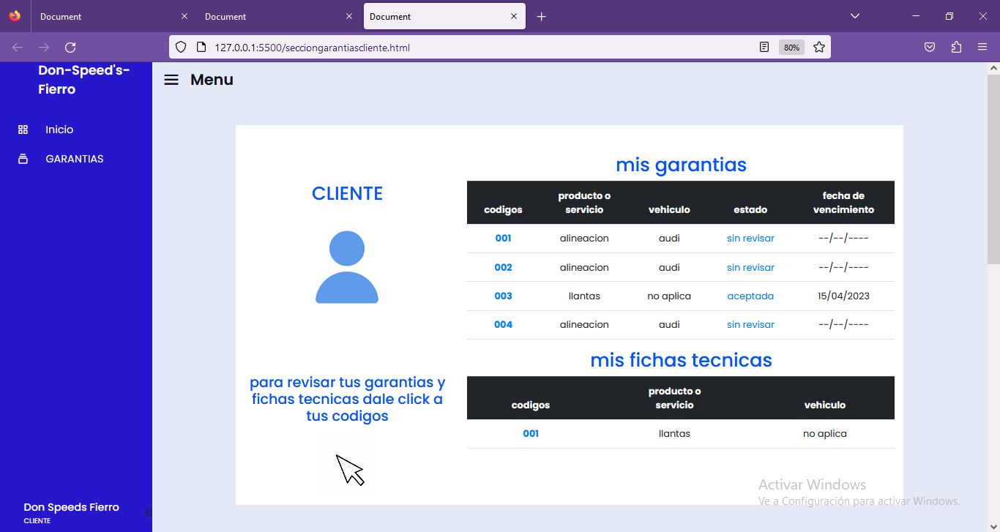 Document
Document
Document
127.0.0.1:5500/secciongarantiascliente.html
80%
Don-Speed's-
Fierro
Inicio
GARANTIAS
Don Speeds Fierro
CLIENTE
Menu
CLIENTE
para revisar tus garantias y
fichas tecnicas dale click a
tus codigos
mis garantias
codigos producto o servicio vehiculo estado fecha de vencimiento
001 alineacion audi sin revisar --/--/----
002 alineacion audi sin revisar --/--/----
003 llantas no aplica aceptada 15/04/2023
004 alineacion audi sin revisar --/--/----
mis fichas tecnicas
codigos producto o servicio vehiculo
001 llantas no aplica
Activar Windows
Ve a Configuración para activar Windows.